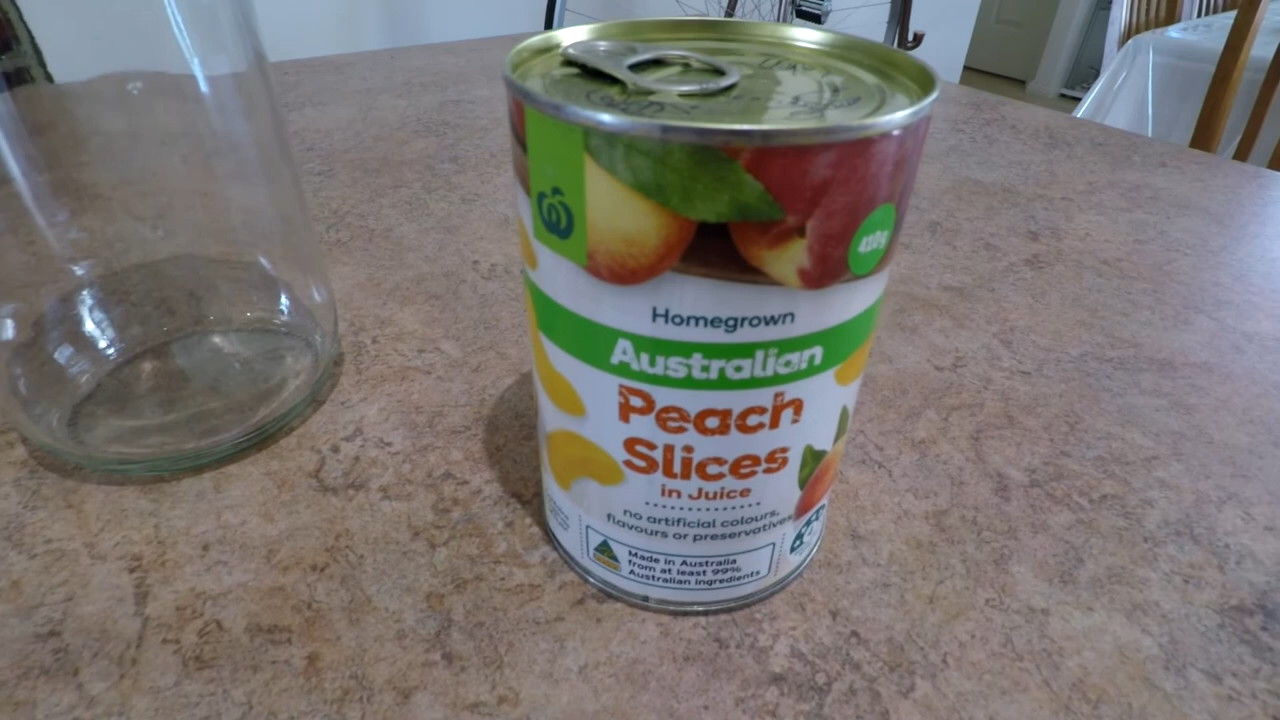 410g
Homegrown
Australian
Peach
Slices
in Juice
no artificial colours,
flavours or preservatives
Made in Australia
from at least 99%
Australian ingredients